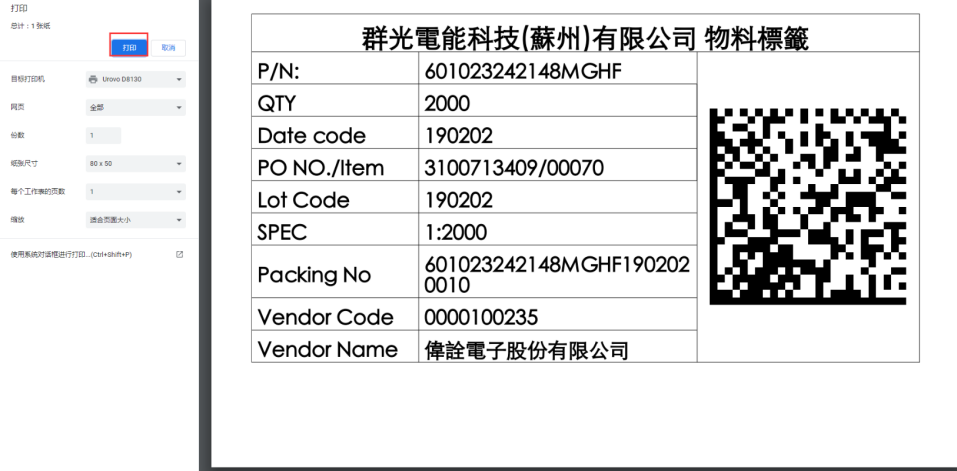 打印
总计：1 张纸
打印
取消
目标打印机
Urovo D8130
网页
全部
份数
1
纸张尺寸
80 x 50
每个工作表的页数
1
缩放
适合页面大小
使用系统对话框进行打印...(Ctrl+Shift+P)
群光電能科技(蘇州)有限公司 物料標籤
P/N: 601023242148MGHF
QTY 2000
Date code 190202
PO NO./Item 3100713409/00070
Lot Code 190202
SPEC 1:2000
Packing No 601023242148MGHF190202
0010
Vendor Code 0000100235
Vendor Name 偉詮電子股份有限公司